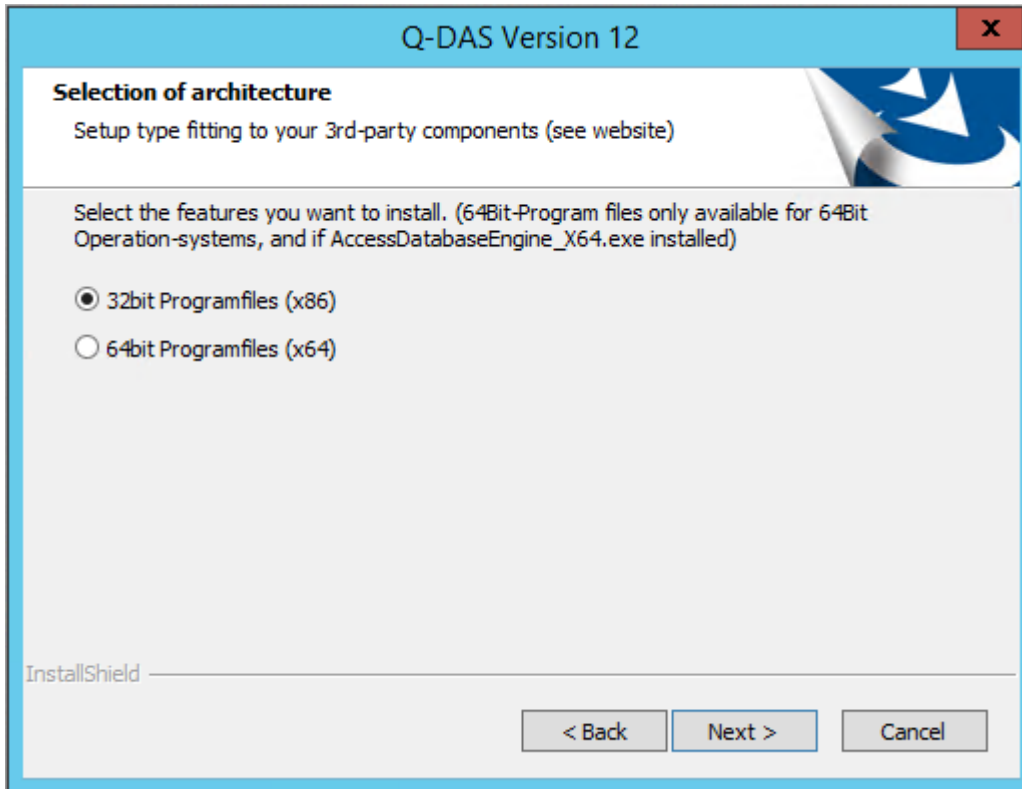 Q-DAS Version 12
x
Selection of architecture
Setup type fitting to your 3rd-party components (see website)
Select the features you want to install. (64Bit-Program files only available for 64Bit
Operation-systems, and if AccessDatabaseEngine_X64.exe installed)
32bit Programfiles (x86)
64bit Programfiles (x64)
InstallShield
< Back
Next >
Cancel